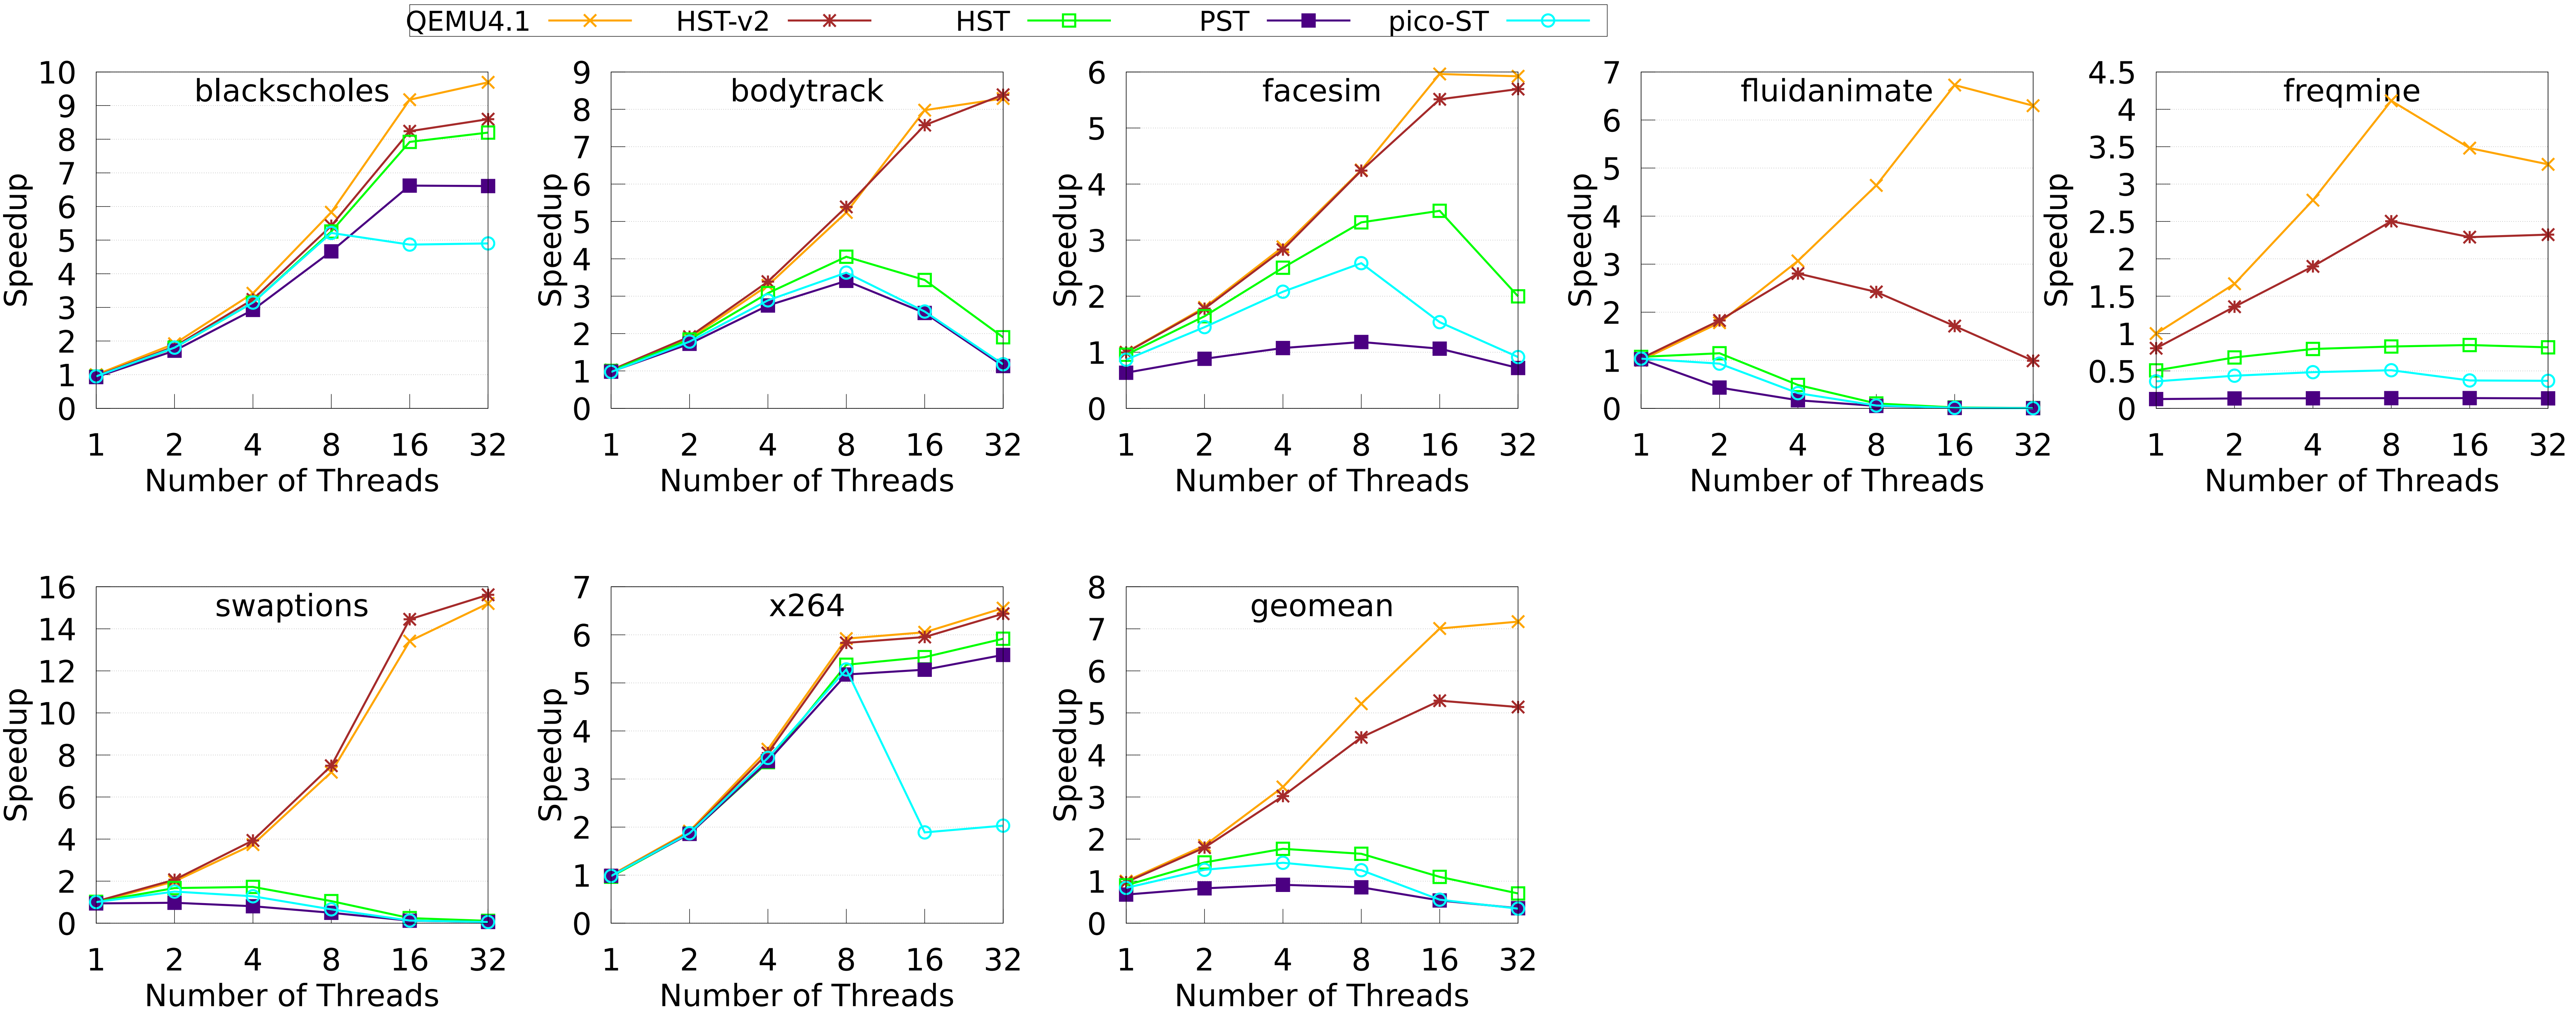 QEMU4.1 HST-v2 HST PST pico-ST
blackscholes
Speedup
10
9
8
7
6
5
4
3
2
1
0
1 2 4 8 16 32
Number of Threads
bodytrack
Speedup
9
8
7
6
5
4
3
2
1
0
1 2 4 8 16 32
Number of Threads
facesim
Speedup
6
5
4
3
2
1
0
1 2 4 8 16 32
Number of Threads
fluidanimate
Speedup
7
6
5
4
3
2
1
0
1 2 4 8 16 32
Number of Threads
freqmine
Speedup
4.5
4
3.5
3
2.5
2
1.5
1
0.5
0
1 2 4 8 16 32
Number of Threads
swaptions
Speedup
16
14
12
10
8
6
4
2
0
1 2 4 8 16 32
Number of Threads
x264
Speedup
7
6
5
4
3
2
1
0
1 2 4 8 16 32
Number of Threads
geomean
Speedup
8
7
6
5
4
3
2
1
0
1 2 4 8 16 32
Number of Threads